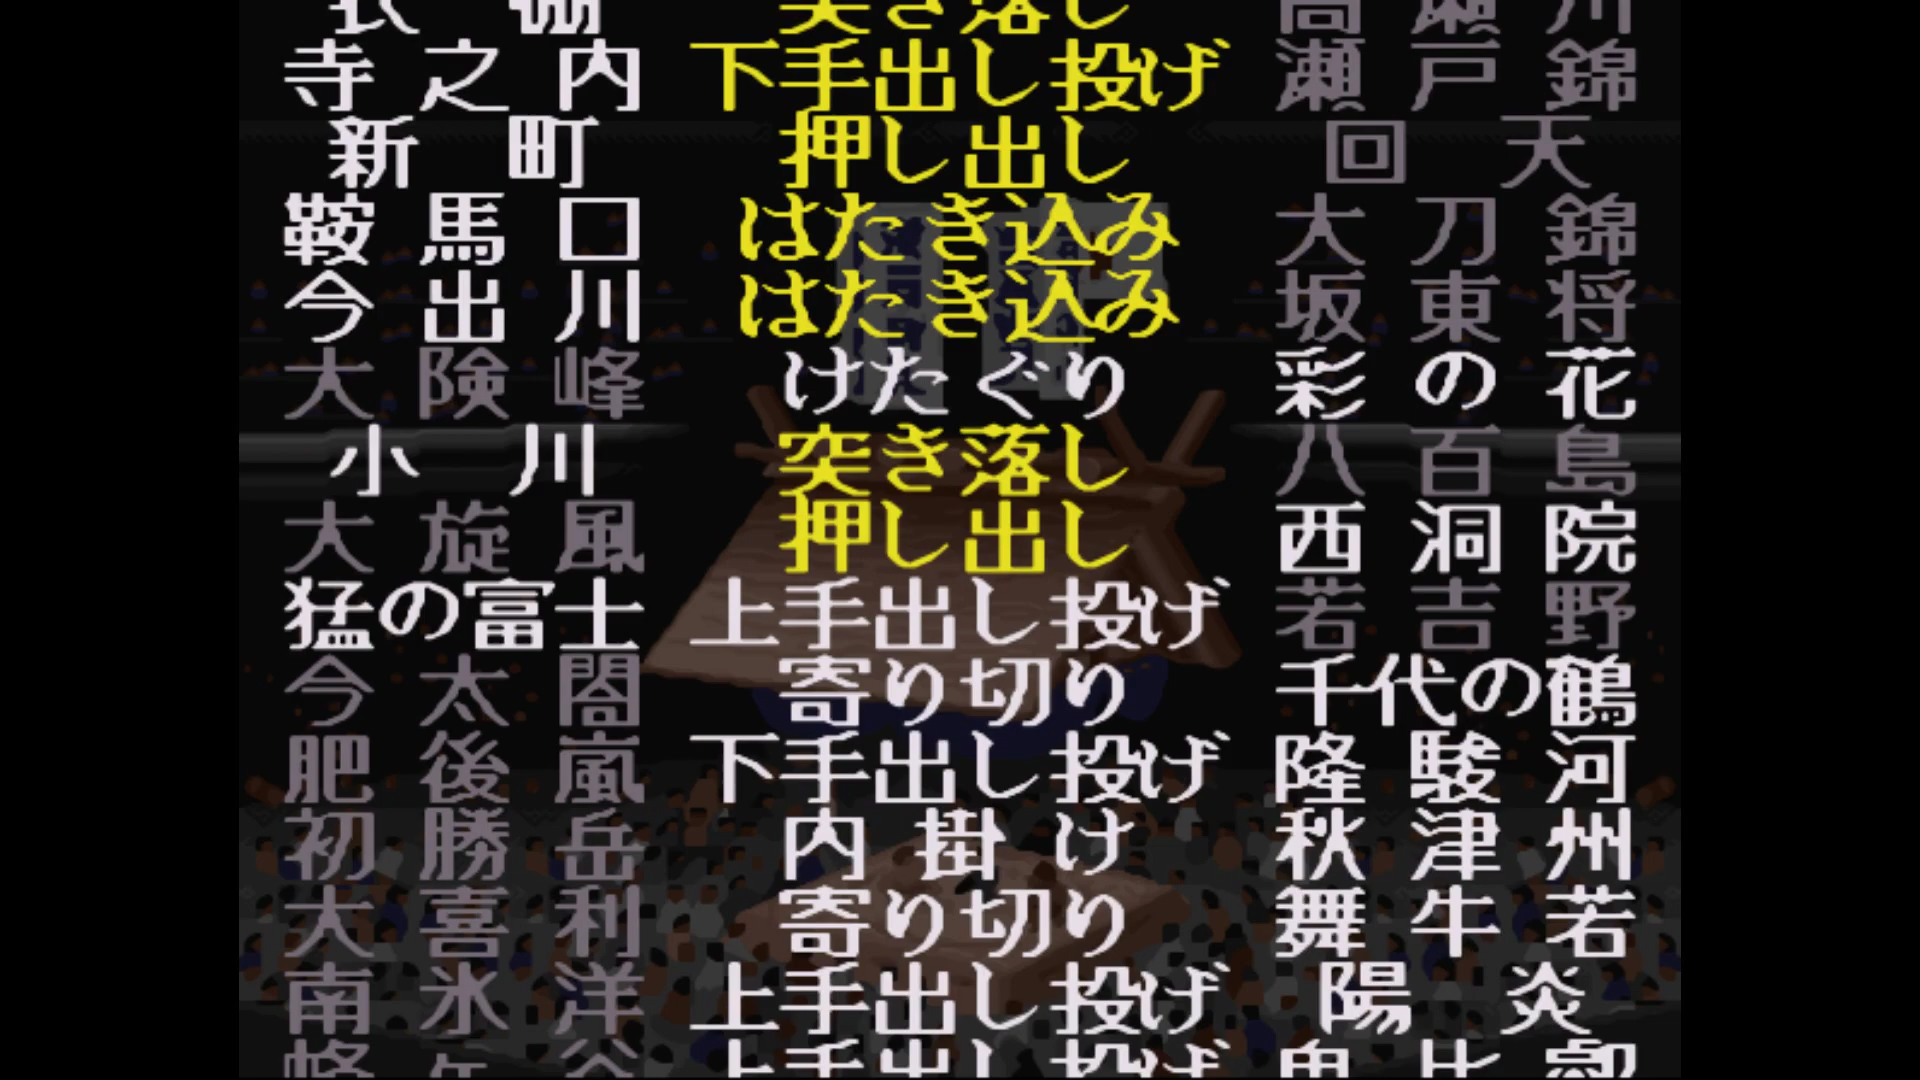 寺之内 下手出し投げ 瀬戸錦
新町 押し出し 回天
鞍馬口 はたき込み 大刀錦
今出川 はたき込み 坂東将
大険峰 けたぐり 彩の花
小川 突き落し 八百島
大旋風 押し出し 西洞院
猛の富士 上手出し投げ 若吉野
今太閤 寄り切り 千代の鶴
肥後嵐 下手出し投げ 隆駿河
初勝岳 内掛け 秋津州
大喜利 寄り切り 舞牛若
南氷洋 上手出し投げ 陽炎
上手出し投げ